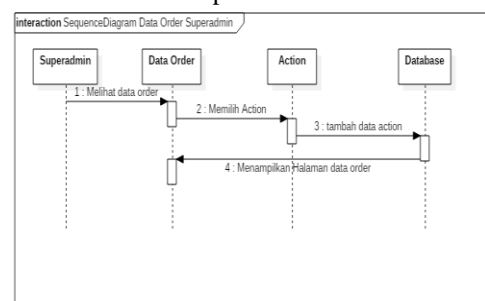 interaction SequenceDiagram Data Order Superadmin
Superadmin
Data Order
Action
Database
1 : Melihat data order
2 : Memilih Action
3 : tambah data action
4 : Menampilkan Halaman data order